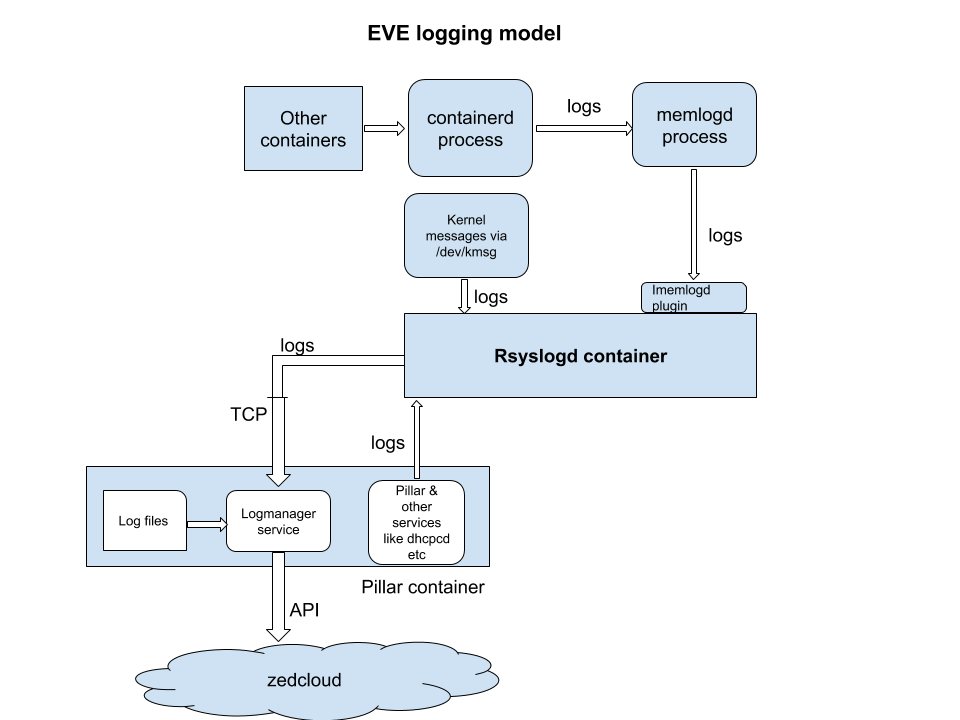 EVE logging model
Other
containers
containerd
process
logs
memlogd
process
Kernel
messages via
/dev/kmsg
logs
logs
Imemlogd
plugin
Rsyslogd container
logs
TCP
logs
Log files
Logmanager
service
Pillar &
other
services
like dhcpcd
etc
Pillar container
API
zedcloud